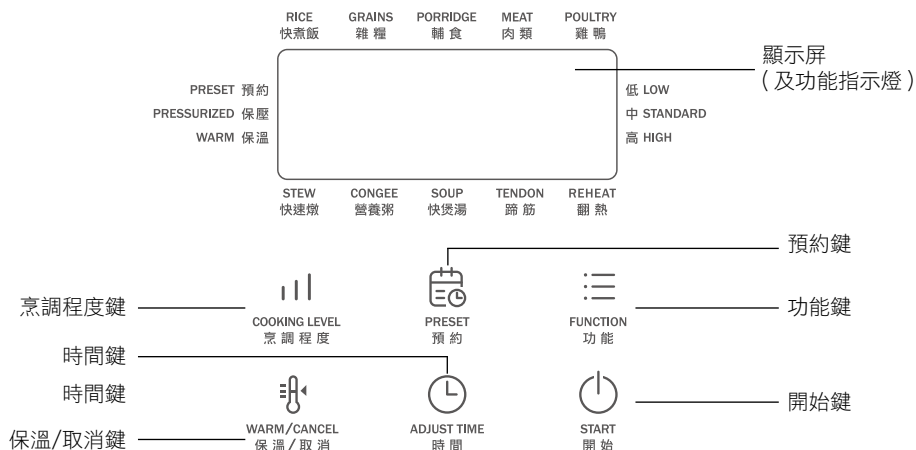 RICE GRAINS PORRIDGE MEAT POULTRY
快煮飯 雜糧 輔食 肉類 雞鴨
顯示屏
(及功能指示燈)
PRESET 預約
低 LOW
PRESSURIZED 保壓
中 STANDARD
WARM 保溫
高 HIGH
STEW CONGEE SOUP TENDON REHEAT
快速燉 營養粥 快煲湯 蹄筋 翻熱
預約鍵
烹調程度鍵
功能鍵
COOKING LEVEL PRESET FUNCTION
烹調程度 預約 功能
時間鍵
時間鍵
開始鍵
保溫/取消鍵
WARM/CANCEL ADJUST TIME START
保溫/取消 時間 開始